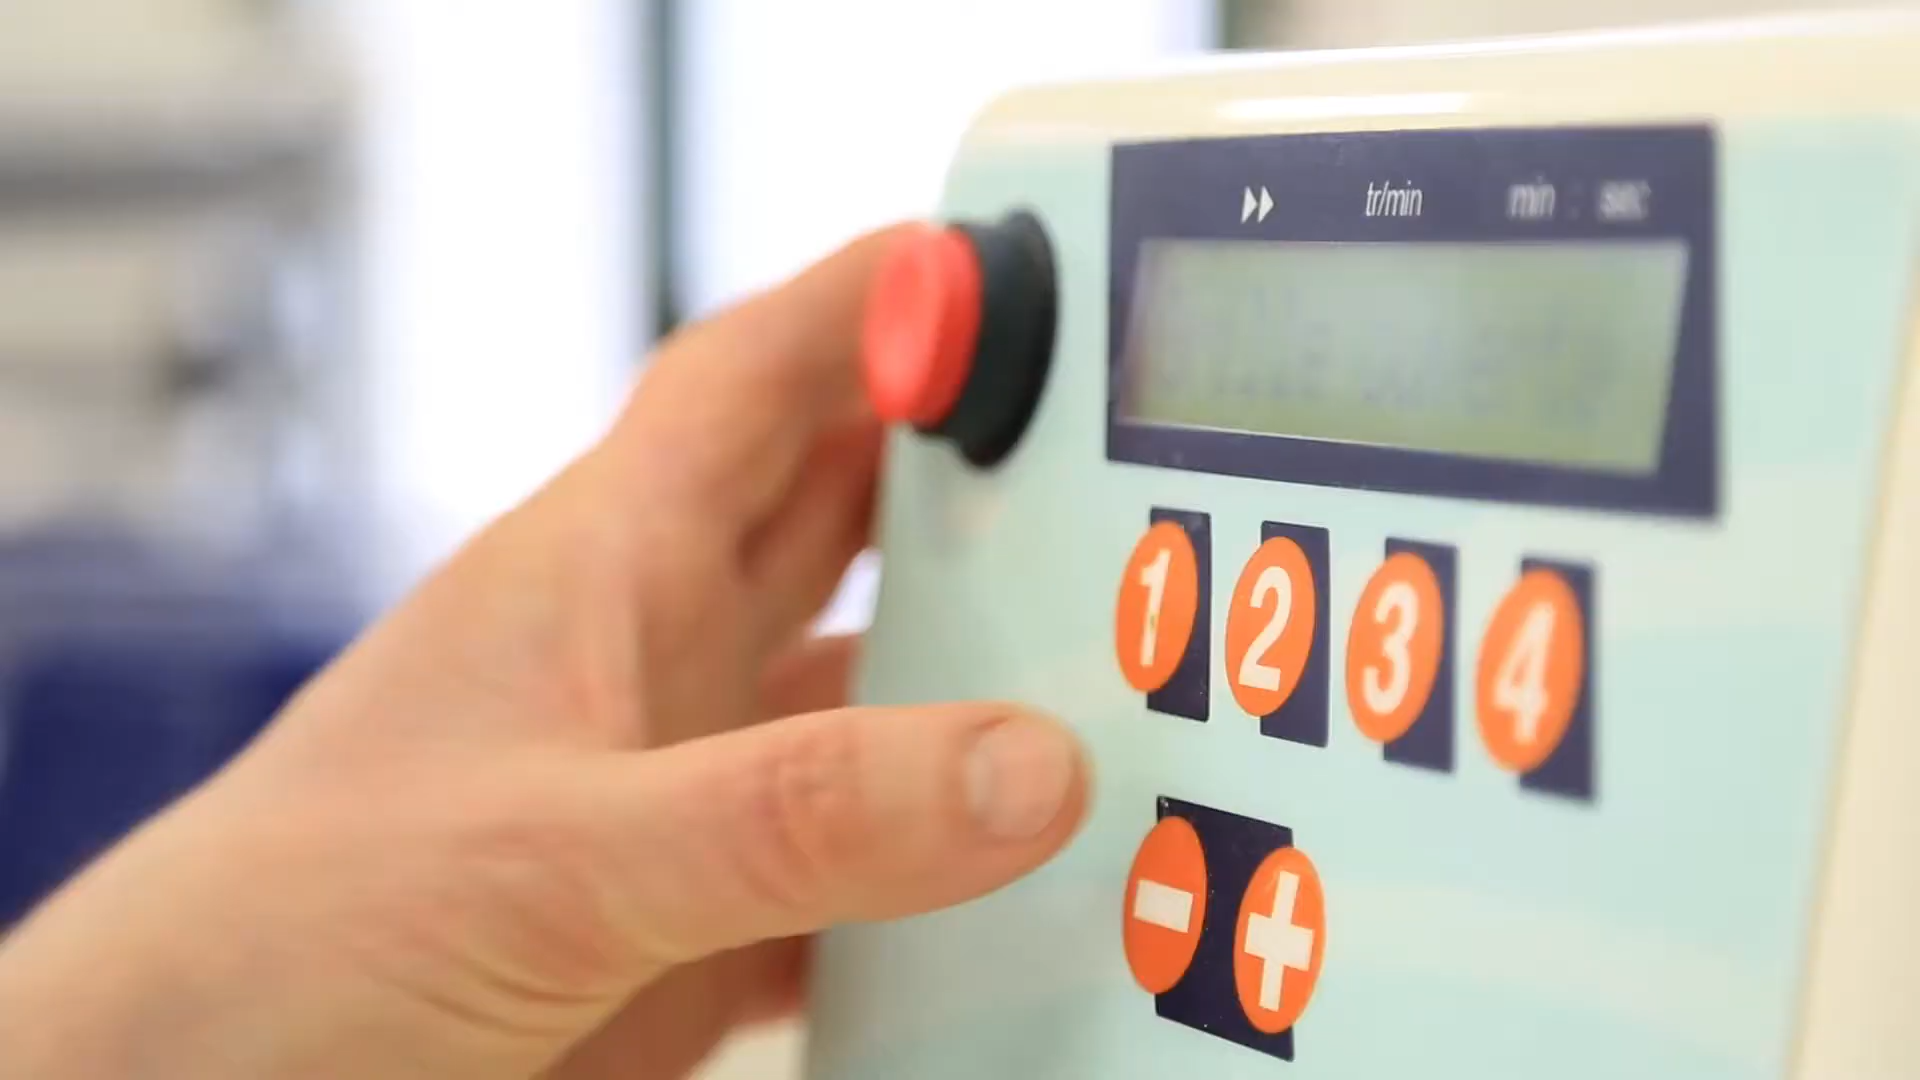 tr/min min : sec
1 2 3 4
- +